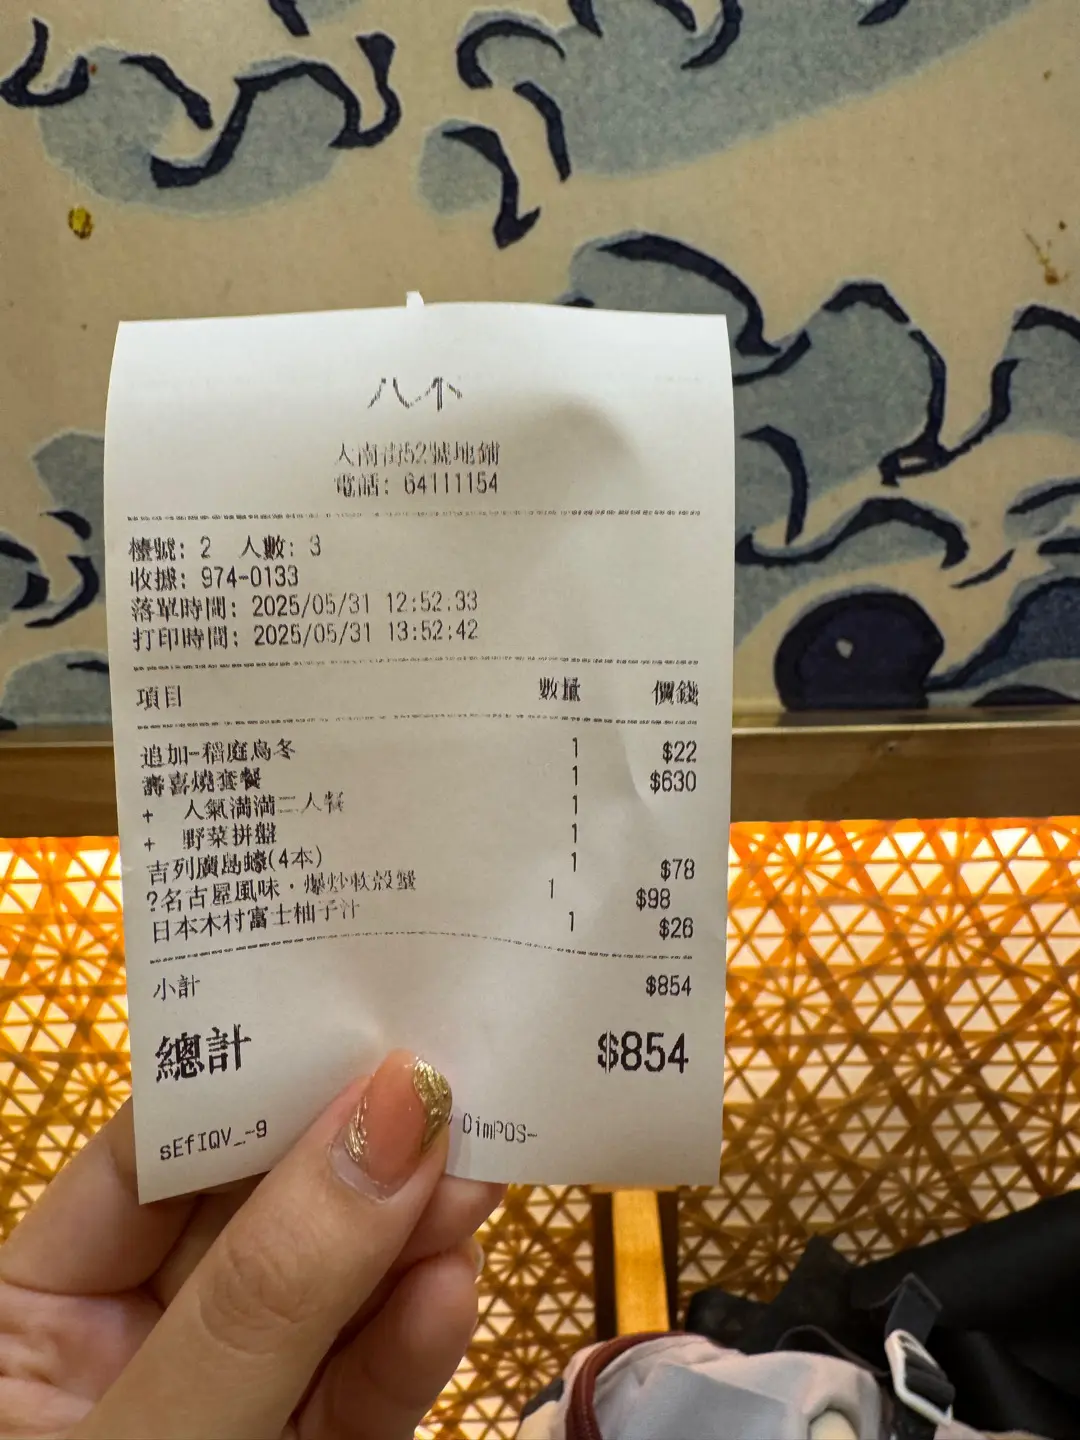 八不
大南街52號地舖
電話: 64111154
檯號: 2 人數: 3
收據: 974-0133
落單時間: 2025/05/31 12:52:33
打印時間: 2025/05/31 13:52:42
項目 數量 價錢
追加-稻庭烏冬 1 $22
壽喜燒套餐 1 $630
+ 人氣滿滿二人餐 1
+ 野菜拼盤 1
吉列廣島蠔(4本) 1 $78
?名古屋風味·爆炒軟殼蟹 1 $98
日本木村富士柚子汁 1 $26
小計 $854
總計 $854
sEfIQV_-9 DimPOS-